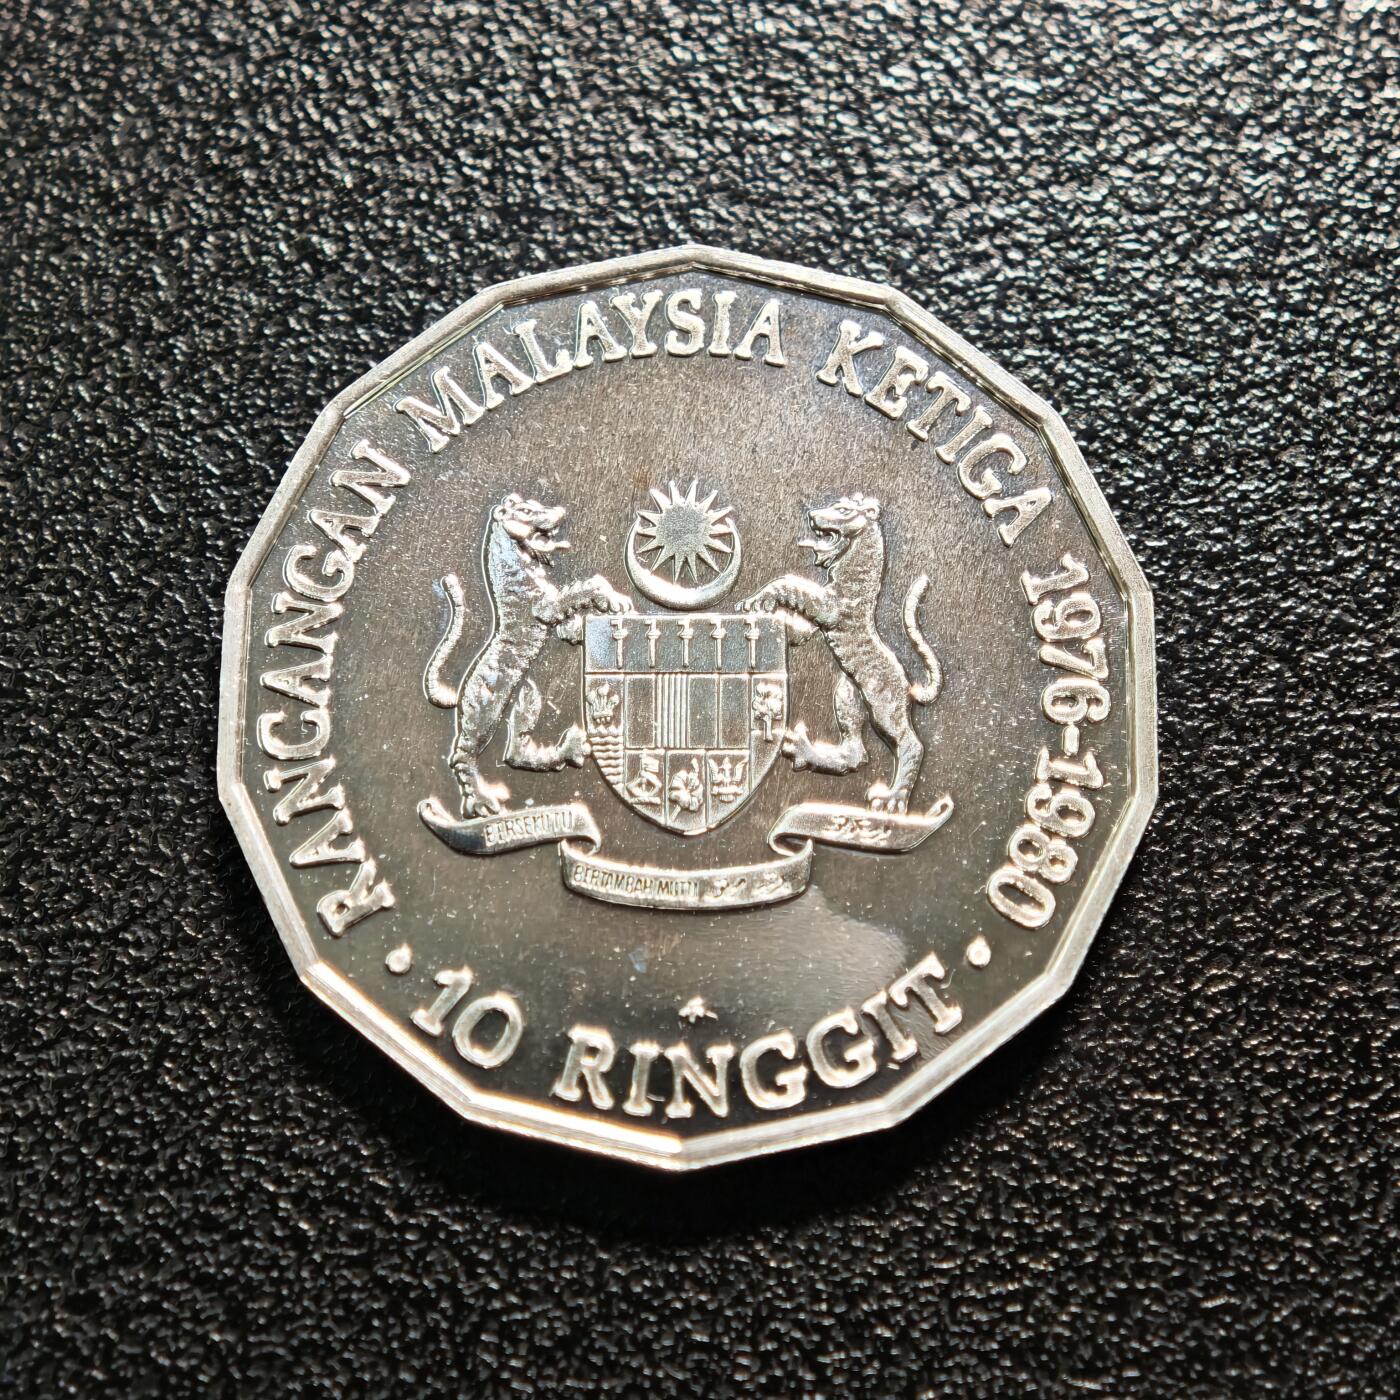 RANCANGAN MALAYSIA KETIGA 1976-1980
BERSEKUTU
BERTAMBAH MUTU
• 10 RINGGIT •